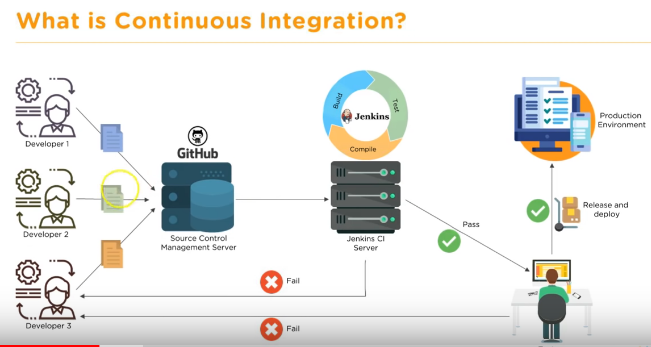 What is Continuous Integration?
Developer 1
Developer 2
Developer 3
GitHub
Source Control
Management Server
Build
Test
Jenkins
Compile
Jenkins CI
Server
Pass
Fail
Fail
Production
Environment
Release and
deploy